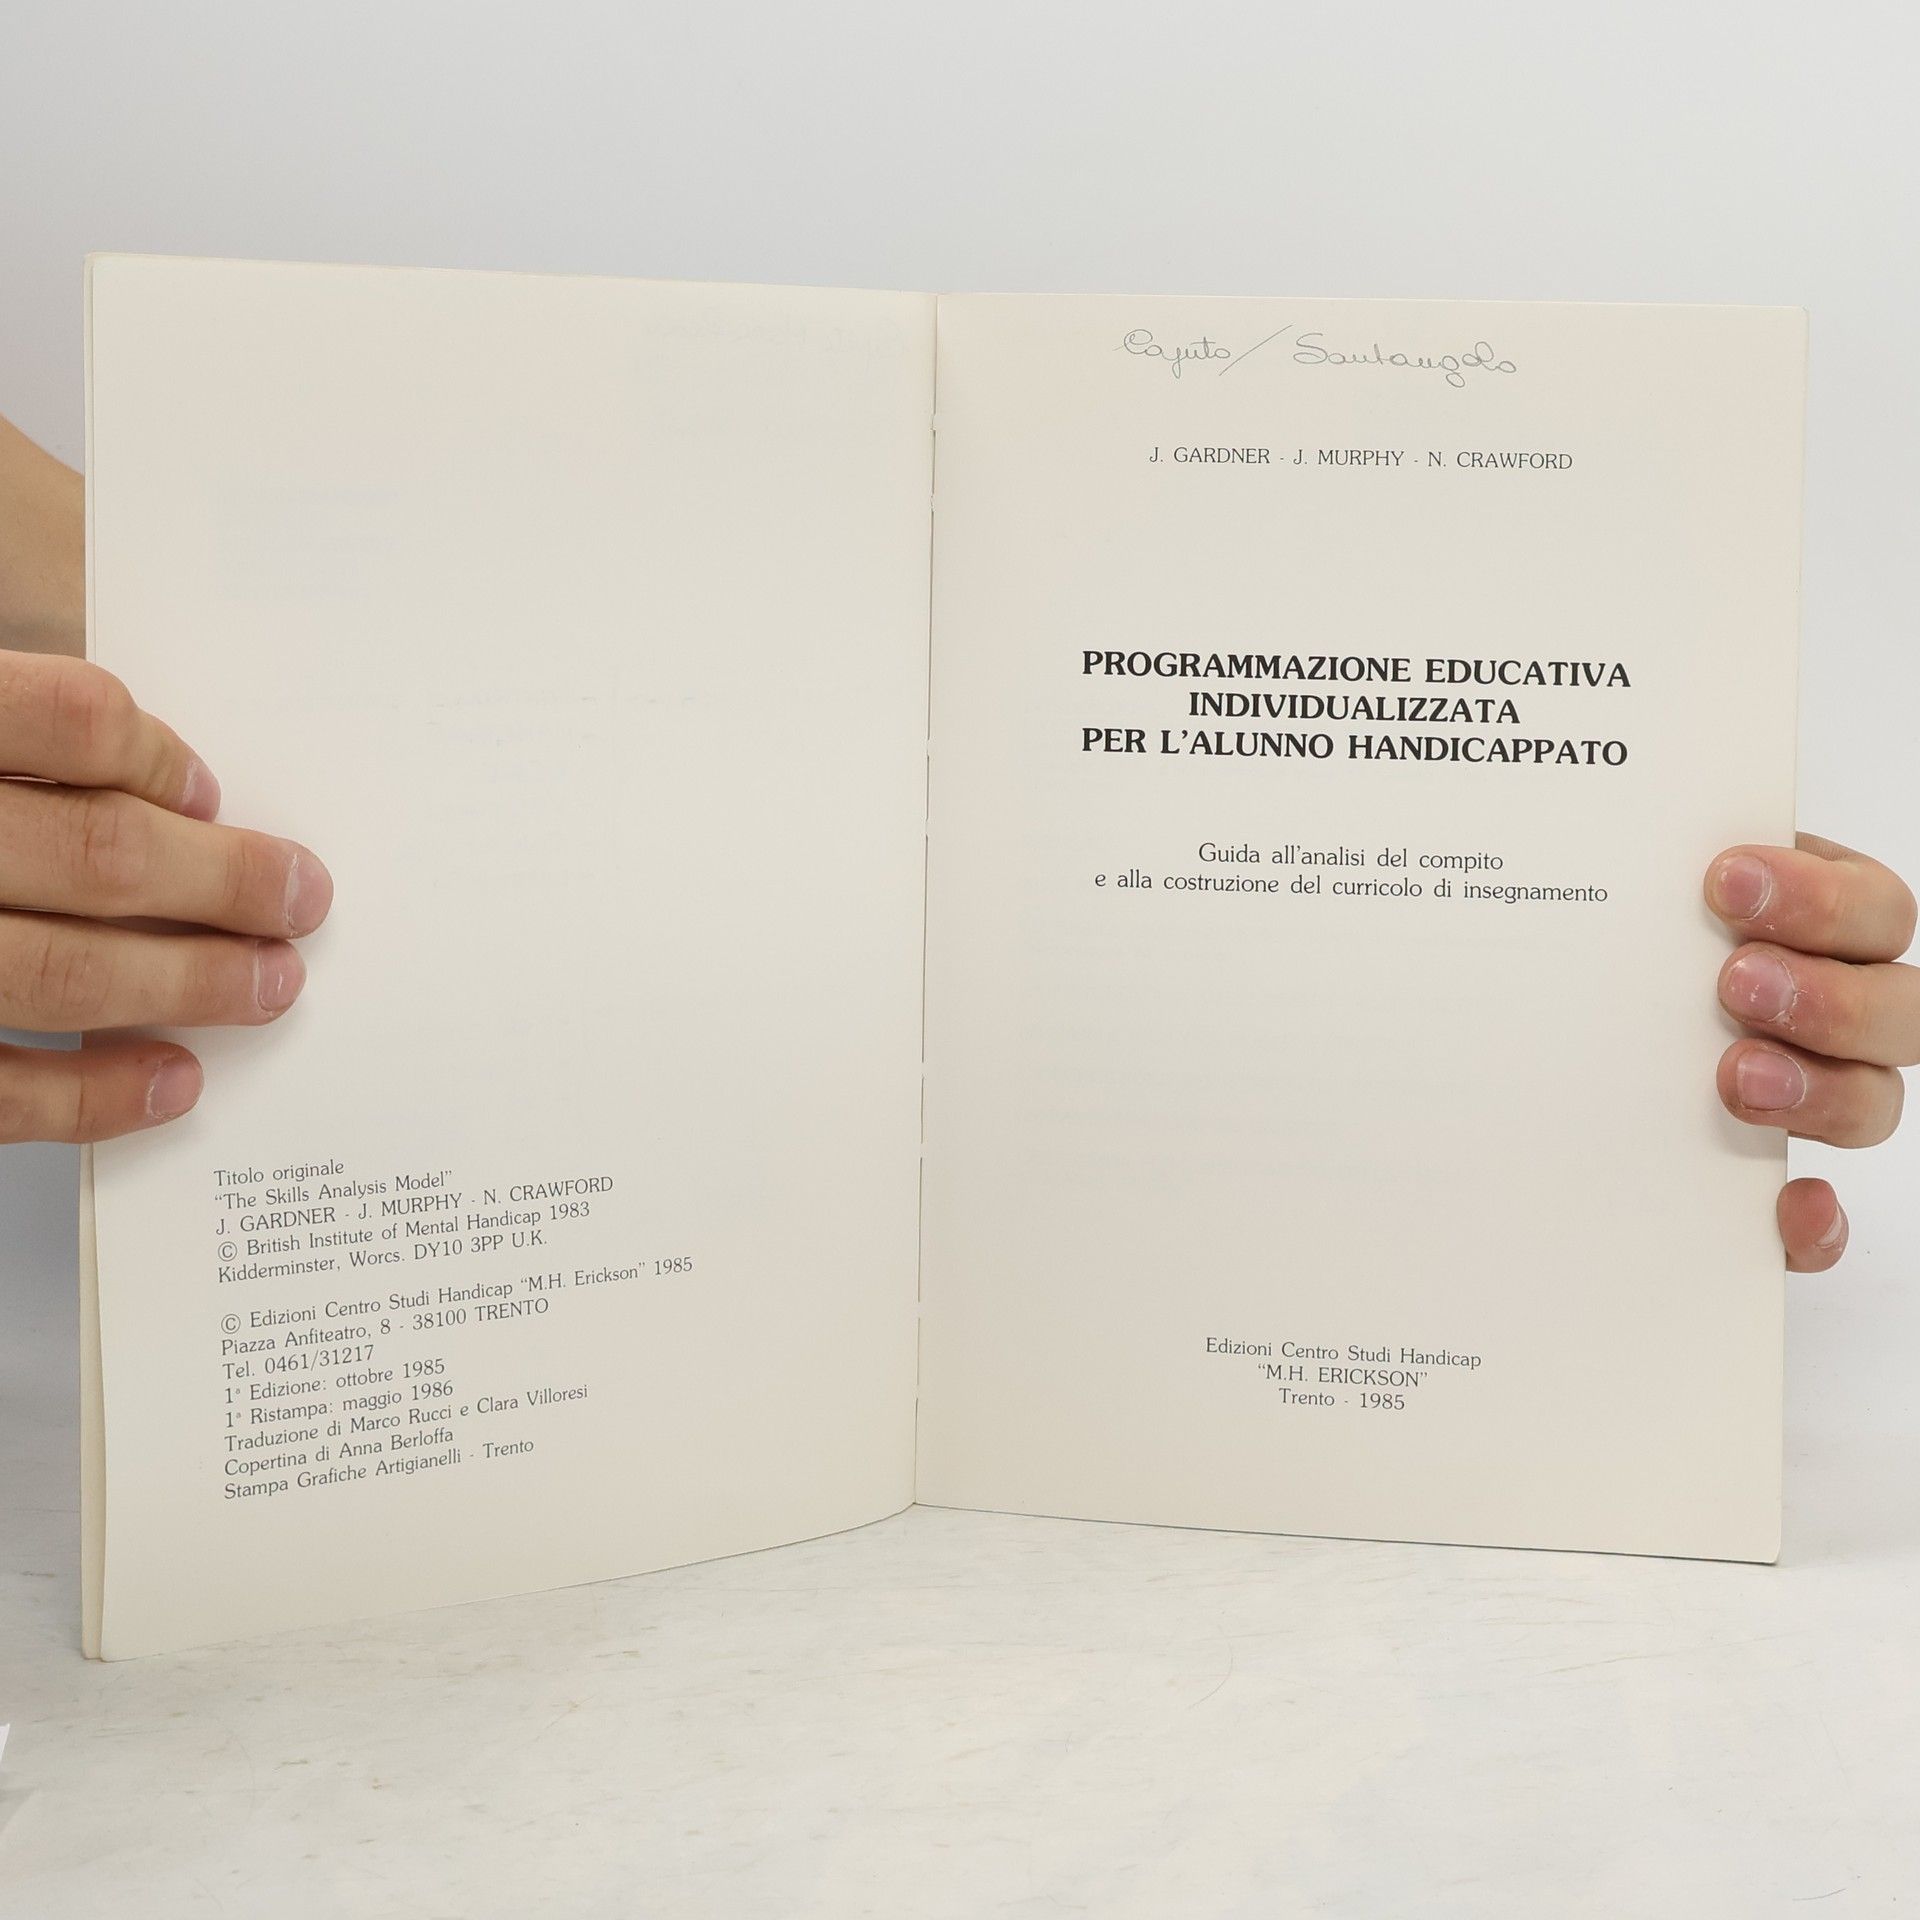 Titolo originale
“The Skills Analysis Model”
J. GARDNER - J. MURPHY - N. CRAWFORD
© British Institute of Mental Handicap 1983
Kidderminster, Worcs. DY10 3PP U.K.
© Edizioni Centro Studi Handicap “M.H. Erickson” 1985
Piazza Anfiteatro, 8 - 38100 TRENTO
Tel. 0461/31217
1ª Edizione: ottobre 1985
1ª Ristampa: maggio 1986
Traduzione di Marco Rucci e Clara Villoresi
Copertina di Anna Berloffa
Stampa Grafiche Artigianelli - Trento
Caputo / Santangelo
J. GARDNER - J. MURPHY - N. CRAWFORD
PROGRAMMAZIONE EDUCATIVA
INDIVIDUALIZZATA
PER L'ALUNNO HANDICAPPATO
Guida all'analisi del compito
e alla costruzione del curricolo di insegnamento
Edizioni Centro Studi Handicap
“M.H. ERICKSON”
Trento - 1985